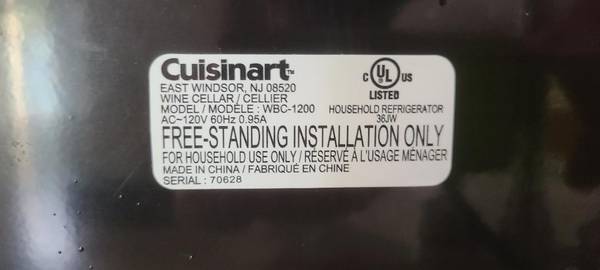 Cuisinart™
EAST WINDSOR, NJ 08520
WINE CELLAR / CELLIER
MODEL / MODÈLE : WBC-1200
AC~120V 60Hz 0.95A
C UL US
LISTED
HOUSEHOLD REFRIGERATOR
36JW
FREE-STANDING INSTALLATION ONLY
FOR HOUSEHOLD USE ONLY / RÉSERVÉ À L'USAGE MÉNAGER
MADE IN CHINA / FABRIQUÉ EN CHINE
SERIAL : 70628